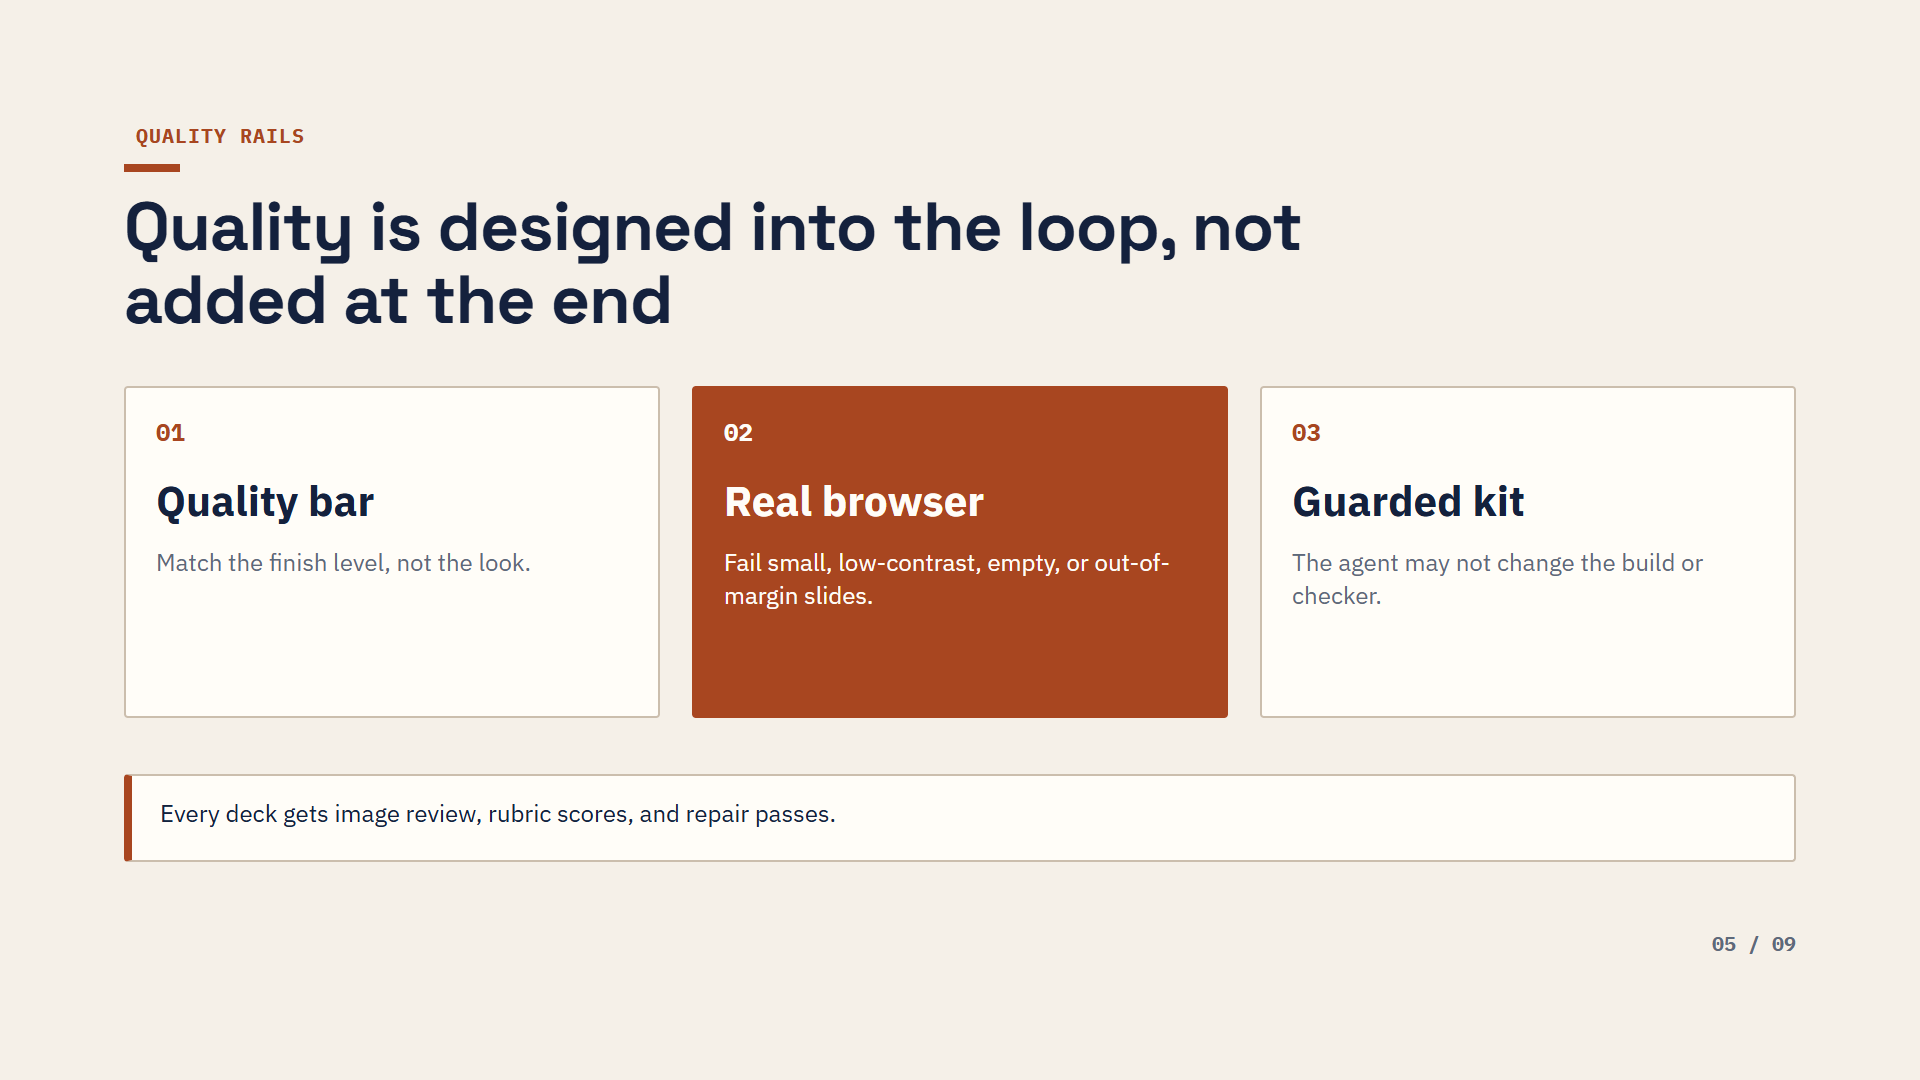 QUALITY RAILS
Quality is designed into the loop, not
added at the end
01
Quality bar
Match the finish level, not the look.
02
Real browser
Fail small, low-contrast, empty, or out-of-
margin slides.
03
Guarded kit
The agent may not change the build or
checker.
Every deck gets image review, rubric scores, and repair passes.
05 / 09